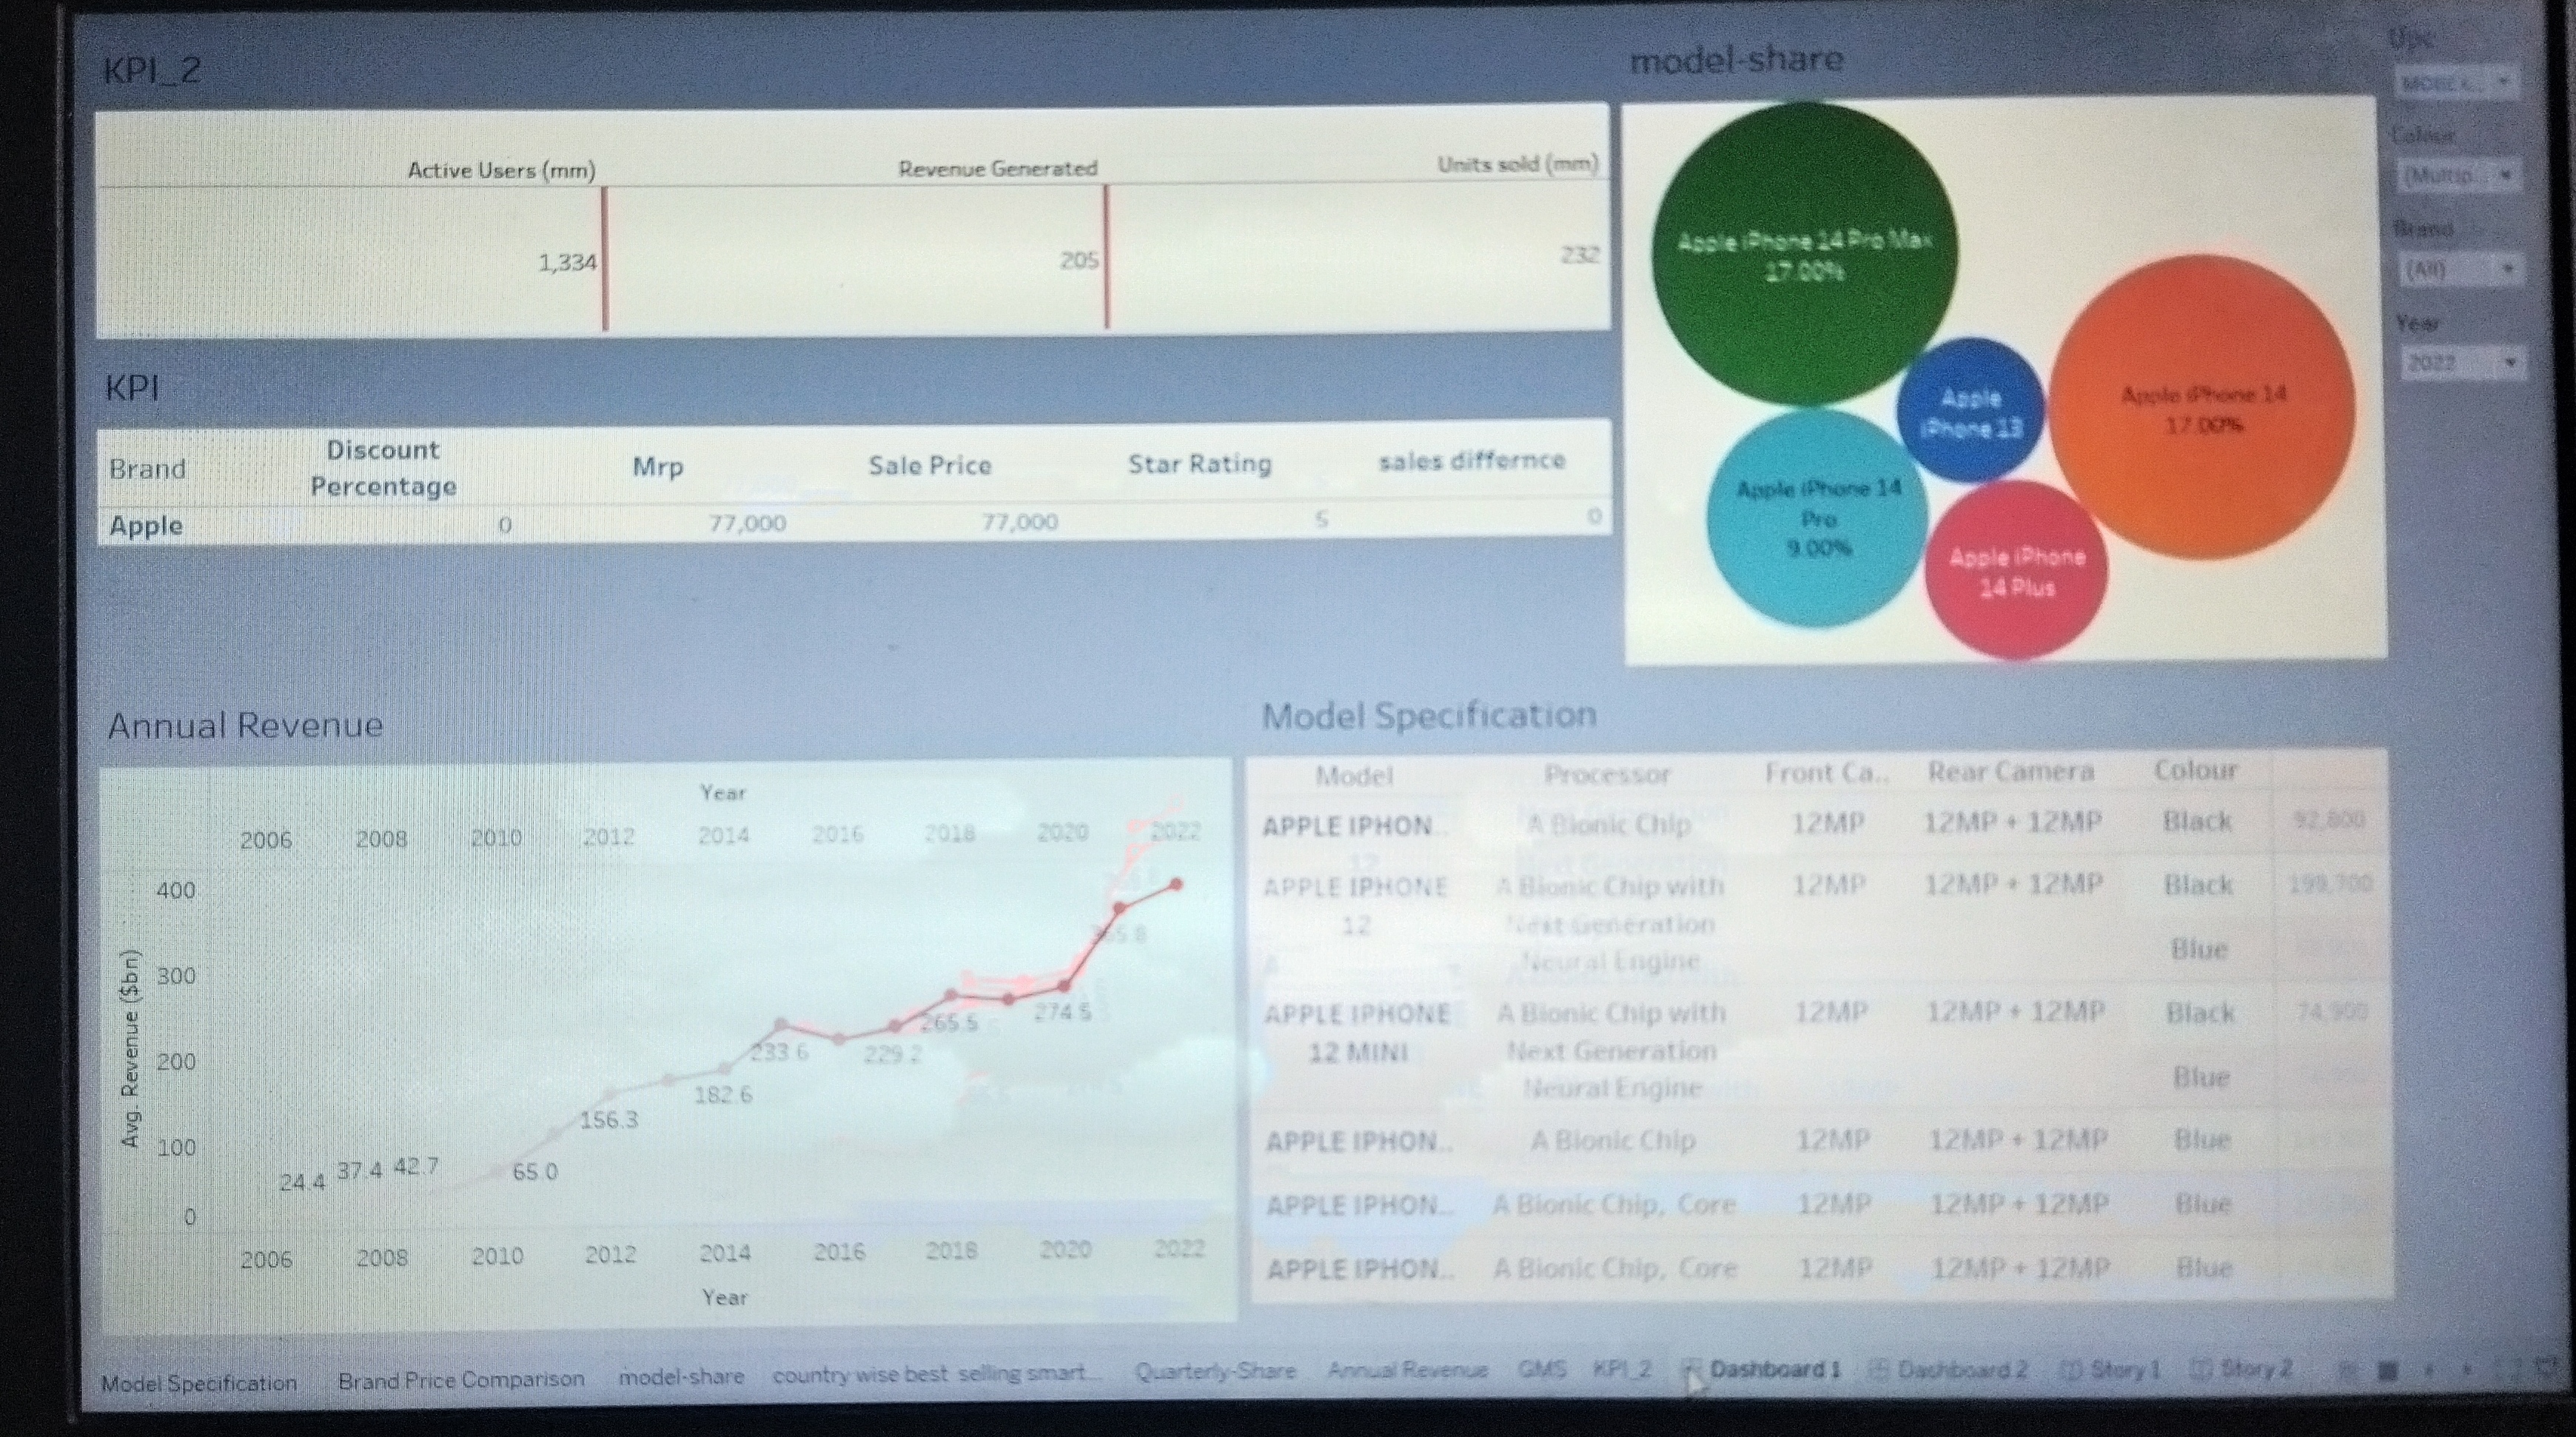 KPI_2
Active Users (mm) Revenue Generated Units sold (mm)
1,334 205 232
KPI
Brand Discount Percentage Mrp Sale Price Star Rating sales differnce
Apple 0 77,000 77,000 5 0
model-share
Apple iPhone 14 Pro Max
17.00%
Apple iPhone 14
17.00%
Apple
iPhone 13
Apple iPhone 14
Pro
9.00%
Apple iPhone
14 Plus
Colour
(Multip...
Brand
(All)
Year
2022
Annual Revenue
Year
2006 2008 2010 2012 2014 2016 2018 2020 2022
Avg. Revenue ($bn)
400
300
200
100
0
24.4 37.4 42.7 65.0 156.3 182.6 233.6 229.2 265.5 274.5 365.8
2006 2008 2010 2012 2014 2016 2018 2020 2022
Year
Model Specification
Model Processor Front Ca.. Rear Camera Colour
APPLE IPHON.. A Bionic Chip 12MP 12MP + 12MP Black 92,800
APPLE IPHONE A Bionic Chip with 12MP 12MP + 12MP Black 199,700
12 Next Generation
Neural Engine Blue
APPLE IPHONE A Bionic Chip with 12MP 12MP + 12MP Black 74,900
12 MINI Next Generation
Neural Engine Blue
APPLE IPHON.. A Bionic Chip 12MP 12MP + 12MP Blue
APPLE IPHON.. A Bionic Chip, Core 12MP 12MP + 12MP Blue
APPLE IPHON.. A Bionic Chip, Core 12MP 12MP + 12MP Blue
Model Specification Brand Price Comparison model-share country wise best selling smart... Quarterly-Share Annual Revenue GMS KPI_2 Dashboard 1 Dashboard 2 Story 1 Story 2